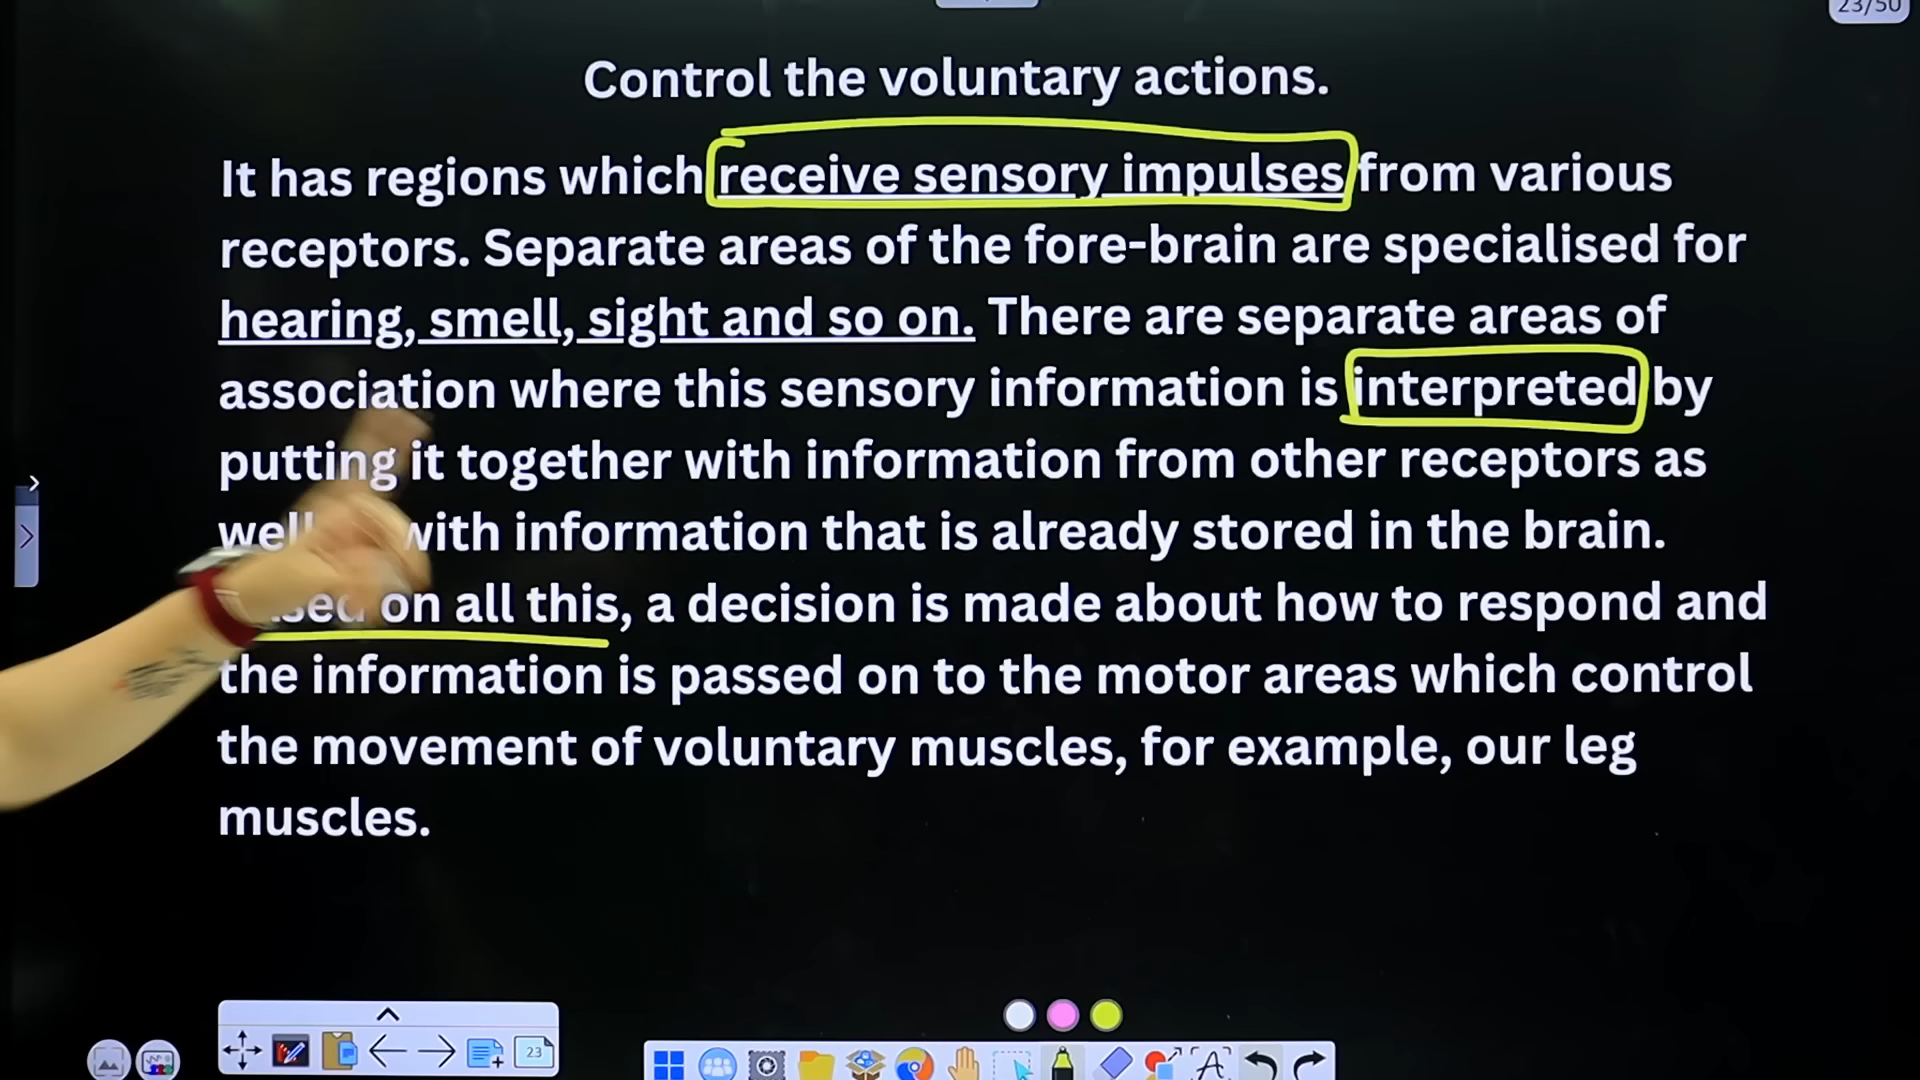 23/50
Control the voluntary actions.
It has regions which receive sensory impulses from various
receptors. Separate areas of the fore-brain are specialised for
hearing, smell, sight and so on. There are separate areas of
association where this sensory information is interpreted by
putting it together with information from other receptors as
well with information that is already stored in the brain.
on all this, a decision is made about how to respond and
the information is passed on to the motor areas which control
the movement of voluntary muscles, for example, our leg
muscles.
23